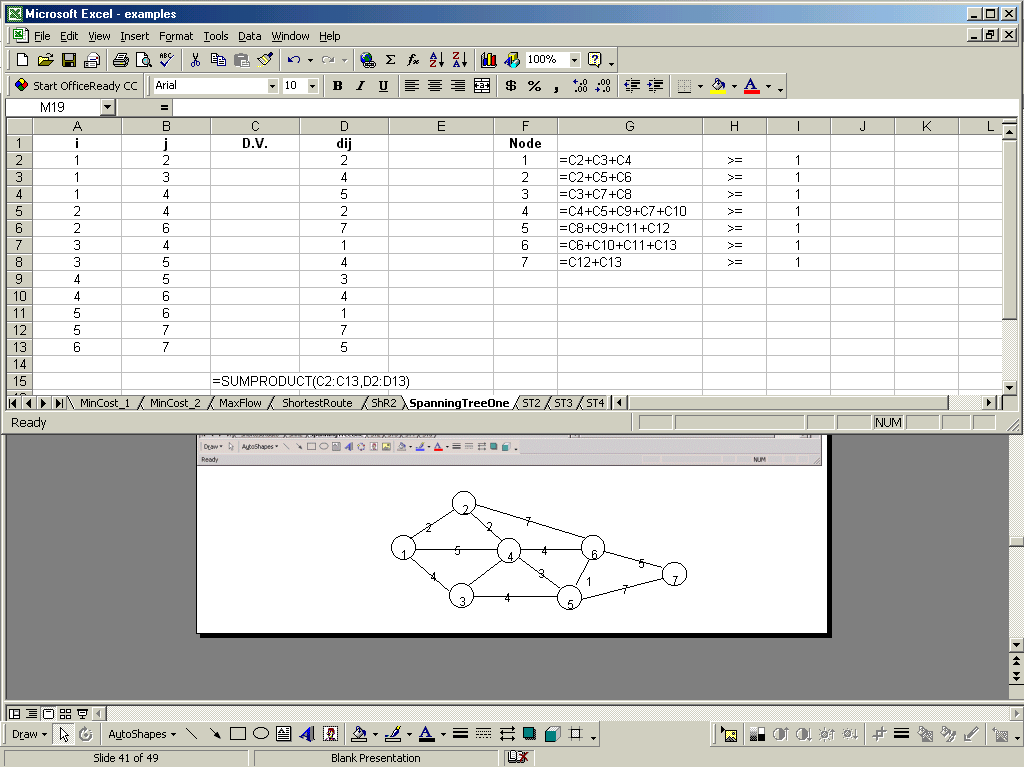 Microsoft Excel - examples
File Edit View Insert Format Tools Data Window Help
100%
Start OfficeReady CC Arial 10 B I U $ % ,
M19 =
A B C D E F G H I J K L
1 i j D.V. dij Node
2 1 2 2 1 =C2+C3+C4 >= 1
3 1 3 4 2 =C2+C5+C6 >= 1
4 1 4 5 3 =C3+C7+C8 >= 1
5 2 4 2 4 =C4+C5+C9+C7+C10 >= 1
6 2 6 7 5 =C8+C9+C11+C12 >= 1
7 3 4 1 6 =C6+C10+C11+C13 >= 1
8 3 5 4 7 =C12+C13 >= 1
9 4 5 3
10 4 6 4
11 5 6 1
12 5 7 7
13 6 7 5
14
15 =SUMPRODUCT(C2:C13,D2:D13)
MinCost_1 MinCost_2 MaxFlow ShortestRoute ShR2 SpanningTreeOne ST2 ST3 ST4
Ready NUM
Draw AutoShapes
Ready NUM
2
2 2 7
1 5 4 4 6
4 3 1 5 7
3 4 5 7
Draw AutoShapes
Slide 41 of 49 Blank Presentation